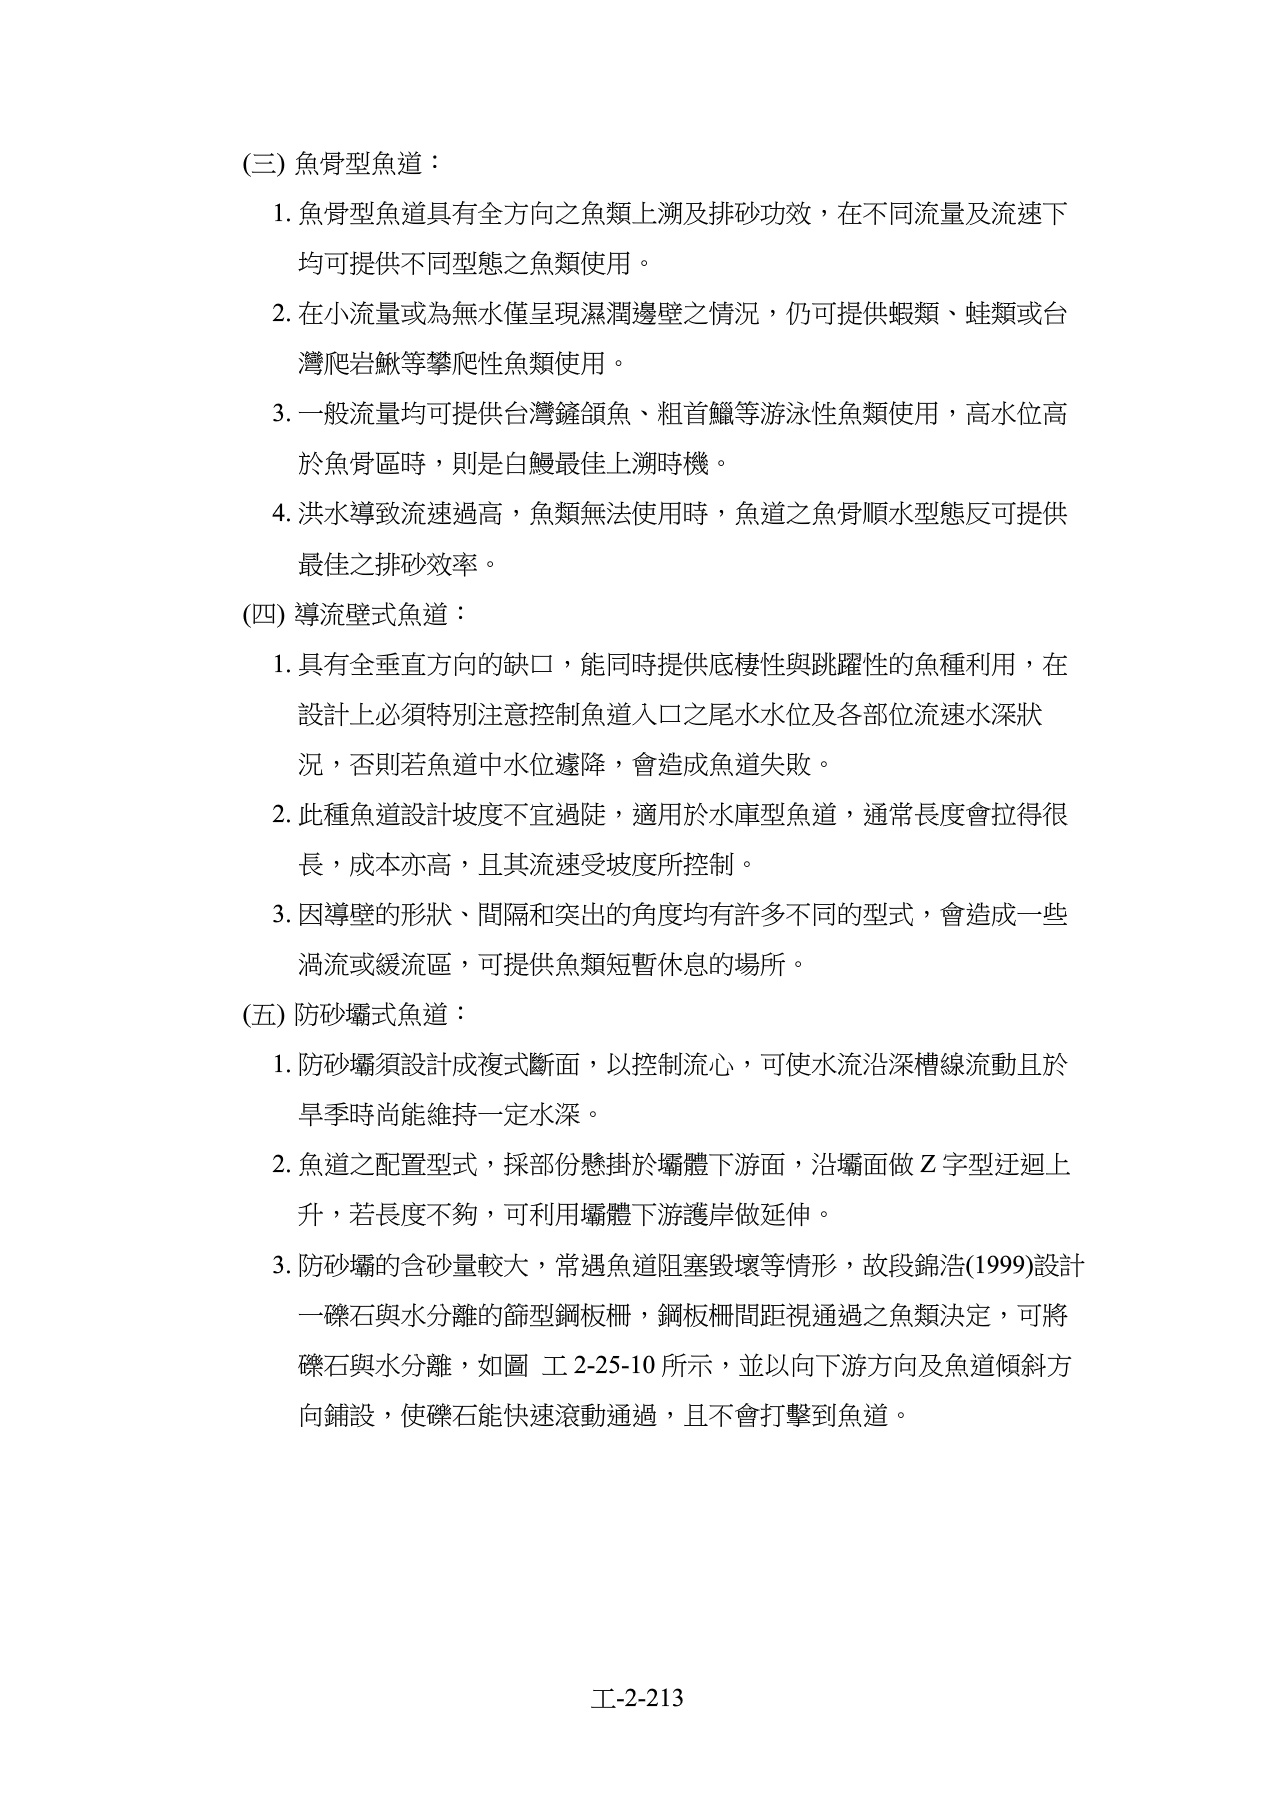 (三) 魚骨型魚道：
1. 魚骨型魚道具有全方向之魚類上溯及排砂功效，在不同流量及流速下
均可提供不同型態之魚類使用。
2. 在小流量或為無水僅呈現濕潤邊壁之情況，仍可提供蝦類、蛙類或台
灣爬岩鰍等攀爬性魚類使用。
3. 一般流量均可提供台灣鏟頷魚、粗首鱲等游泳性魚類使用，高水位高
於魚骨區時，則是白鰻最佳上溯時機。
4. 洪水導致流速過高，魚類無法使用時，魚道之魚骨順水型態反可提供
最佳之排砂效率。
(四) 導流壁式魚道：
1. 具有全垂直方向的缺口，能同時提供底棲性與跳躍性的魚種利用，在
設計上必須特別注意控制魚道入口之尾水水位及各部位流速水深狀
況，否則若魚道中水位遽降，會造成魚道失敗。
2. 此種魚道設計坡度不宜過陡，適用於水庫型魚道，通常長度會拉得很
長，成本亦高，且其流速受坡度所控制。
3. 因導壁的形狀、間隔和突出的角度均有許多不同的型式，會造成一些
渦流或緩流區，可提供魚類短暫休息的場所。
(五) 防砂壩式魚道：
1. 防砂壩須設計成複式斷面，以控制流心，可使水流沿深槽線流動且於
旱季時尚能維持一定水深。
2. 魚道之配置型式，採部份懸掛於壩體下游面，沿壩面做 Z 字型迂迴上
升，若長度不夠，可利用壩體下游護岸做延伸。
3. 防砂壩的含砂量較大，常遇魚道阻塞毀壞等情形，故段錦浩(1999)設計
一礫石與水分離的篩型鋼板柵，鋼板柵間距視通過之魚類決定，可將
礫石與水分離，如圖 工 2-25-10 所示，並以向下游方向及魚道傾斜方
向鋪設，使礫石能快速滾動通過，且不會打擊到魚道。
工-2-213